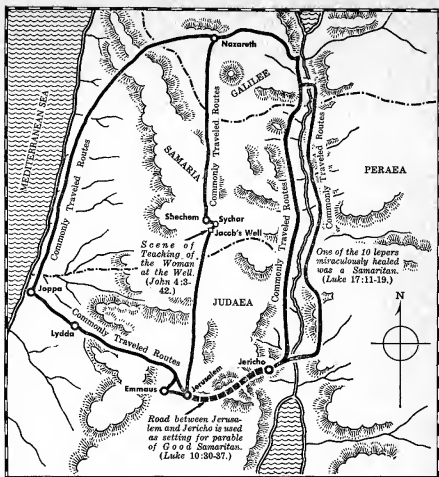 Nazareth
GALILEE
MEDITERRANEAN SEA
Commonly Traveled Routes
SAMARIA
Commonly Traveled Routes
Commonly Traveled Routes
Commonly Traveled Routes
PERAEA
Shechem
Sychar
Jacob's Well
Scene of
Teaching of
the Woman
at the Well.
(John 4:3-
42.)
One of the 10 lepers
miraculously healed
was a Samaritan.
(Luke 17:11-19.)
JUDAEA
N
Joppa
Commonly Traveled Routes
Lydda
Jericho
Emmaus
Jerusalem
Road between Jerusa-
lem and Jericho is used
as setting for parable
of Good Samaritan.
(Luke 10:30-37.)